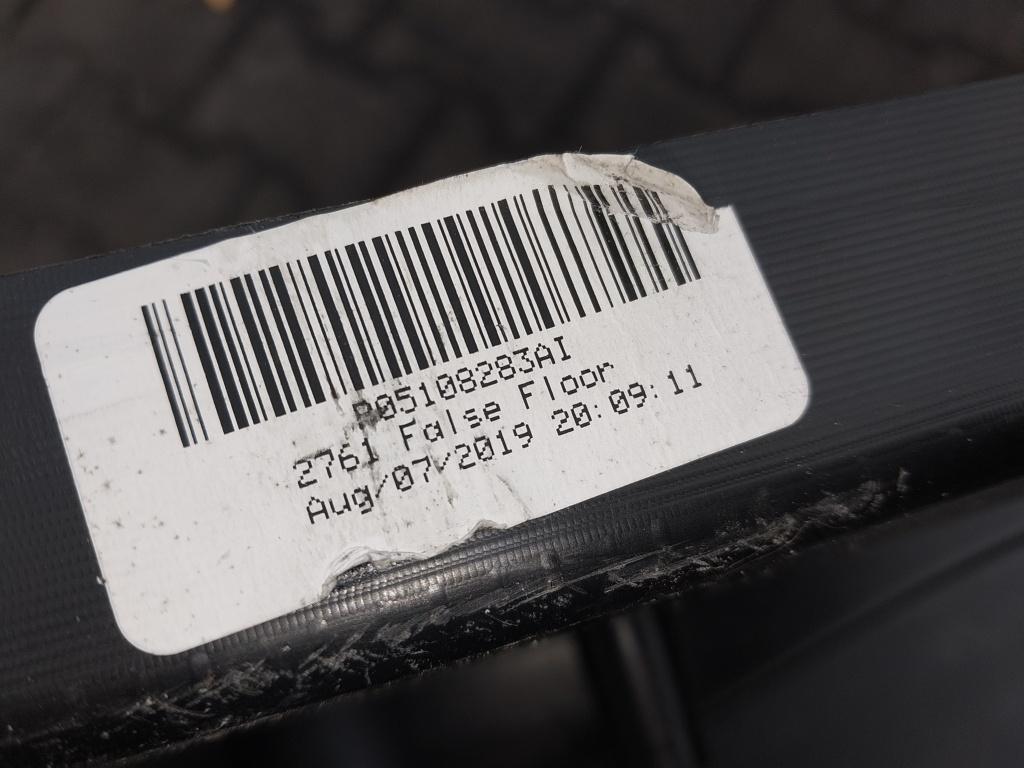 P05108283AI
2761 False Floor
Aug/07/2019 20:09:11